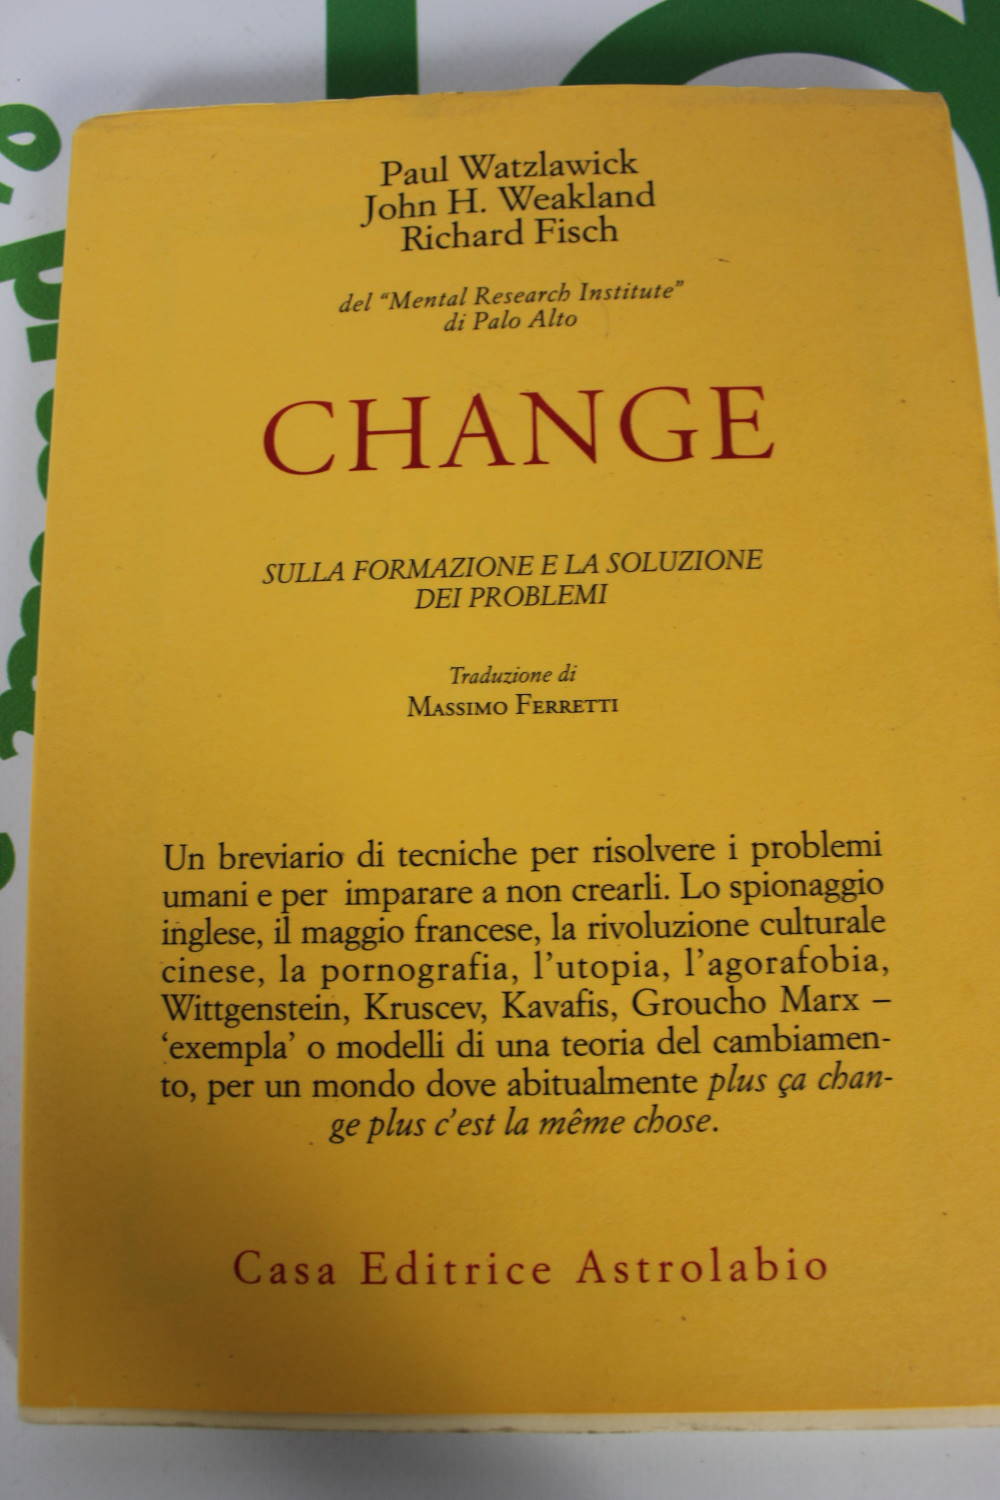 Paul Watzlawick
John H. Weakland
Richard Fisch
del “Mental Research Institute”
di Palo Alto
CHANGE
SULLA FORMAZIONE E LA SOLUZIONE
DEI PROBLEMI
Traduzione di
MASSIMO FERRETTI
Un breviario di tecniche per risolvere i problemi
umani e per imparare a non crearli. Lo spionaggio
inglese, il maggio francese, la rivoluzione culturale
cinese, la pornografia, l’utopia, l’agorafobia,
Wittgenstein, Kruscev, Kavafis, Groucho Marx –
‘exempla’ o modelli di una teoria del cambiamen-
to, per un mondo dove abitualmente plus ça chan-
ge plus c’est la même chose.
Casa Editrice Astrolabio